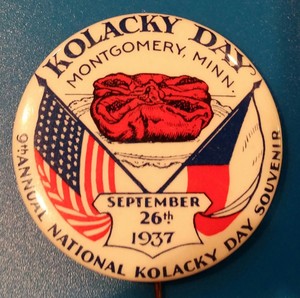 KOLACKY DAY
MONTGOMERY, MINN.
SEPTEMBER
26th
1937
9th ANNUAL NATIONAL KOLACKY DAY SOUVENIR